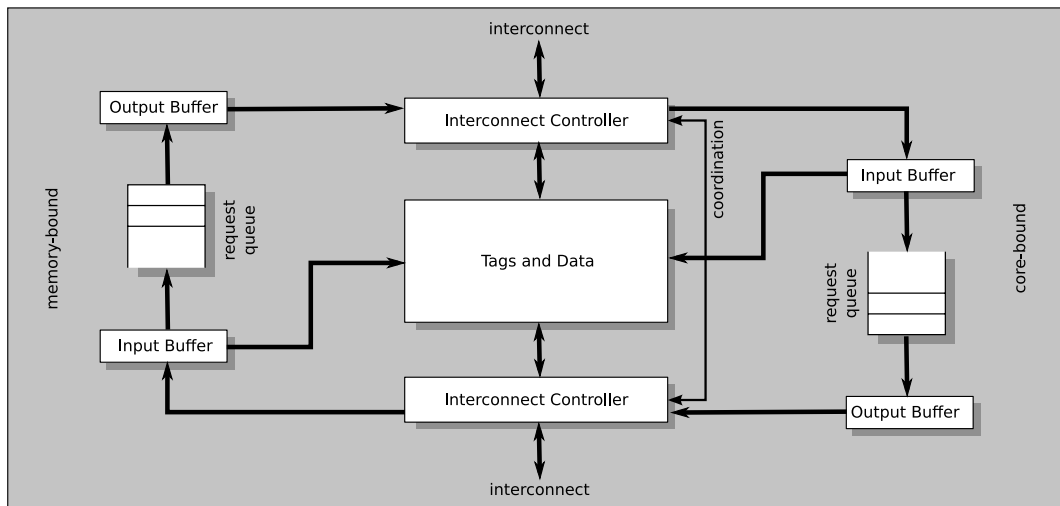 interconnect
Output Buffer
Interconnect Controller
coordination
Input Buffer
memory-bound
request
queue
Tags and Data
request
queue
core-bound
Input Buffer
Interconnect Controller
Output Buffer
interconnect